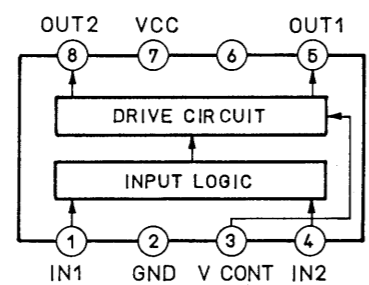 OUT2 VCC OUT1
8 7 6 5
DRIVE CIRCUIT
INPUT LOGIC
1 2 3 4
IN1 GND V CONT IN2